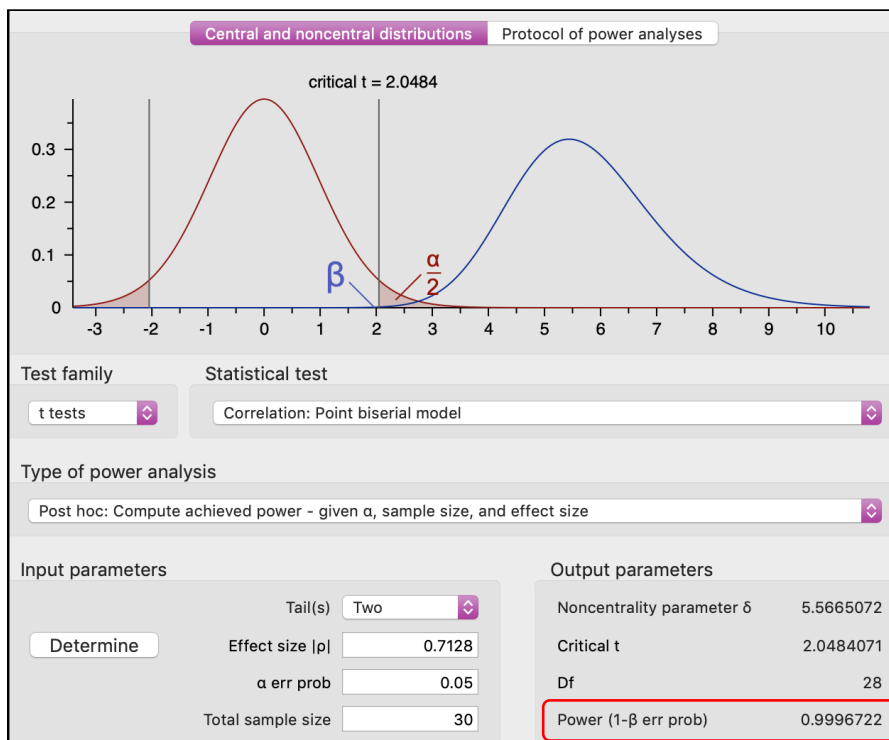 Central and noncentral distributions Protocol of power analyses
critical t = 2.0484
0.3
0.2
0.1
0
β
α
2
-3 -2 -1 0 1 2 3 4 5 6 7 8 9 10
Test family Statistical test
t tests Correlation: Point biserial model
Type of power analysis
Post hoc: Compute achieved power - given α, sample size, and effect size
Input parameters Output parameters
Tail(s) Two Noncentrality parameter δ 5.5665072
Determine Effect size |ρ| 0.7128 Critical t 2.0484071
α err prob 0.05 Df 28
Total sample size 30 Power (1-β err prob) 0.9996722